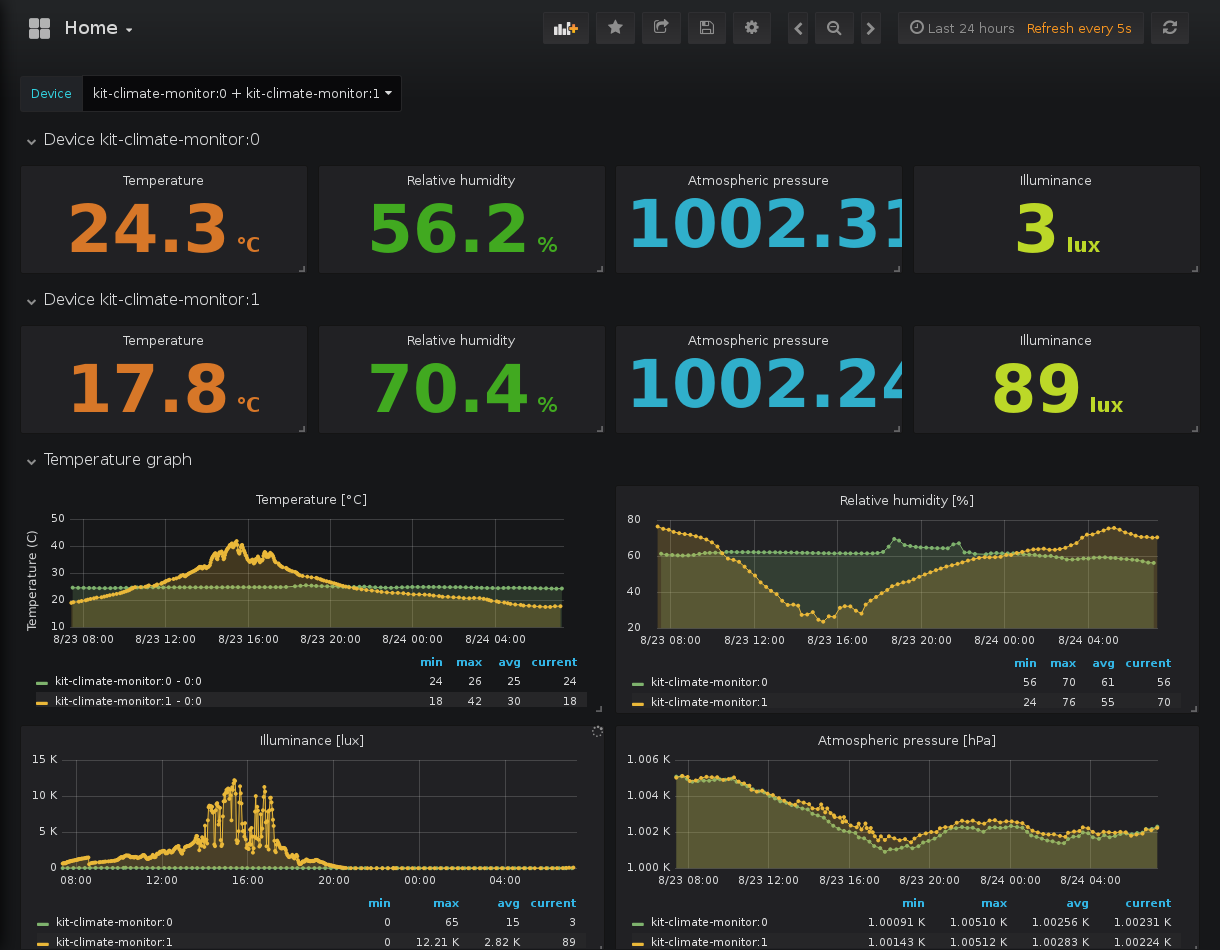 Home
Last 24 hours Refresh every 5s
Device kit-climate-monitor:0 + kit-climate-monitor:1
Device kit-climate-monitor:0
Temperature Relative humidity Atmospheric pressure Illuminance
24.3 °C 56.2 % 1002.31 3 lux
Device kit-climate-monitor:1
Temperature Relative humidity Atmospheric pressure Illuminance
17.8 °C 70.4 % 1002.24 89 lux
Temperature graph
Temperature [°C]
Temperature (C)
50
40
30
20
10
8/23 08:00 8/23 12:00 8/23 16:00 8/23 20:00 8/24 00:00 8/24 04:00
min max avg current
kit-climate-monitor:0 - 0:0 24 26 25 24
kit-climate-monitor:1 - 0:0 18 42 30 18
Relative humidity [%]
80
60
40
20
8/23 08:00 8/23 12:00 8/23 16:00 8/23 20:00 8/24 00:00 8/24 04:00
min max avg current
kit-climate-monitor:0 56 70 61 56
kit-climate-monitor:1 24 76 55 70
Illuminance [lux]
15 K
10 K
5 K
0
08:00 12:00 16:00 20:00 00:00 04:00
min max avg current
kit-climate-monitor:0 0 65 15 3
kit-climate-monitor:1 0 12.21 K 2.82 K 89
Atmospheric pressure [hPa]
1.006 K
1.004 K
1.002 K
1.000 K
8/23 08:00 8/23 12:00 8/23 16:00 8/23 20:00 8/24 00:00 8/24 04:00
min max avg current
kit-climate-monitor:0 1.00091 K 1.00510 K 1.00256 K 1.00231 K
kit-climate-monitor:1 1.00143 K 1.00512 K 1.00283 K 1.00224 K